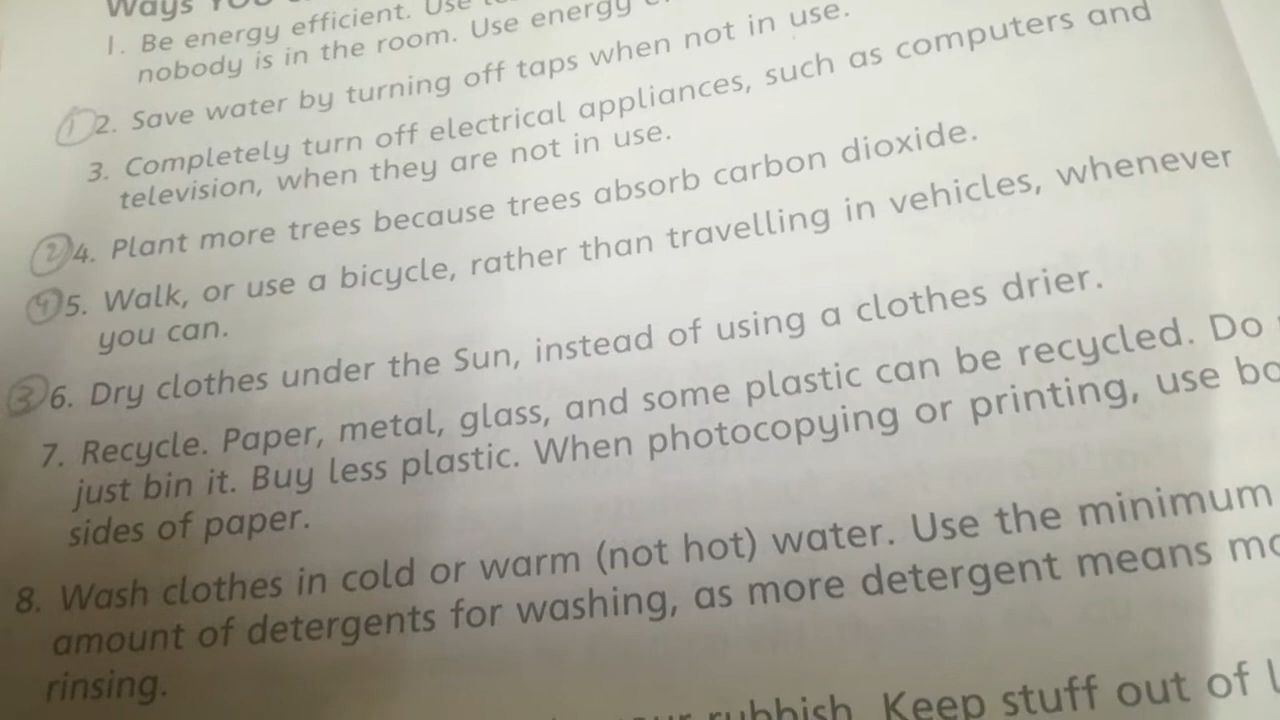 Ways
1. Be energy efficient. Use
nobody is in the room. Use energy
1 2. Save water by turning off taps when not in use.
3. Completely turn off electrical appliances, such as computers and
television, when they are not in use.
2 4. Plant more trees because trees absorb carbon dioxide.
4 5. Walk, or use a bicycle, rather than travelling in vehicles, whenever
you can.
3 6. Dry clothes under the Sun, instead of using a clothes drier.
7. Recycle. Paper, metal, glass, and some plastic can be recycled. Do
just bin it. Buy less plastic. When photocopying or printing, use
sides of paper.
8. Wash clothes in cold or warm (not hot) water. Use the minimum
amount of detergents for washing, as more detergent means
rinsing.
rubbish. Keep stuff out of